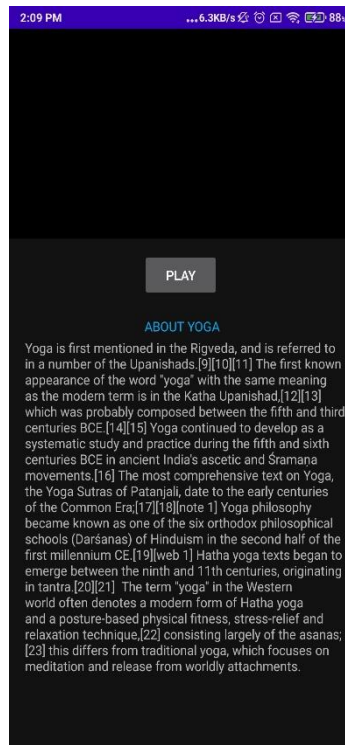 2:09 PM
...6.3KB/s 88%
PLAY
ABOUT YOGA
Yoga is first mentioned in the Rigveda, and is referred to
in a number of the Upanishads.[9][10][11] The first known
appearance of the word "yoga" with the same meaning
as the modern term is in the Katha Upanishad,[12][13]
which was probably composed between the fifth and third
centuries BCE.[14][15] Yoga continued to develop as a
systematic study and practice during the fifth and sixth
centuries BCE in ancient India's ascetic and Śramaṇa
movements.[16] The most comprehensive text on Yoga,
the Yoga Sutras of Patanjali, date to the early centuries
of the Common Era;[17][18][note 1] Yoga philosophy
became known as one of the six orthodox philosophical
schools (Darśanas) of Hinduism in the second half of the
first millennium CE.[19][web 1] Hatha yoga texts began to
emerge between the ninth and 11th centuries, originating
in tantra.[20][21] The term "yoga" in the Western
world often denotes a modern form of Hatha yoga
and a posture-based physical fitness, stress-relief and
relaxation technique,[22] consisting largely of the asanas;
[23] this differs from traditional yoga, which focuses on
meditation and release from worldly attachments.